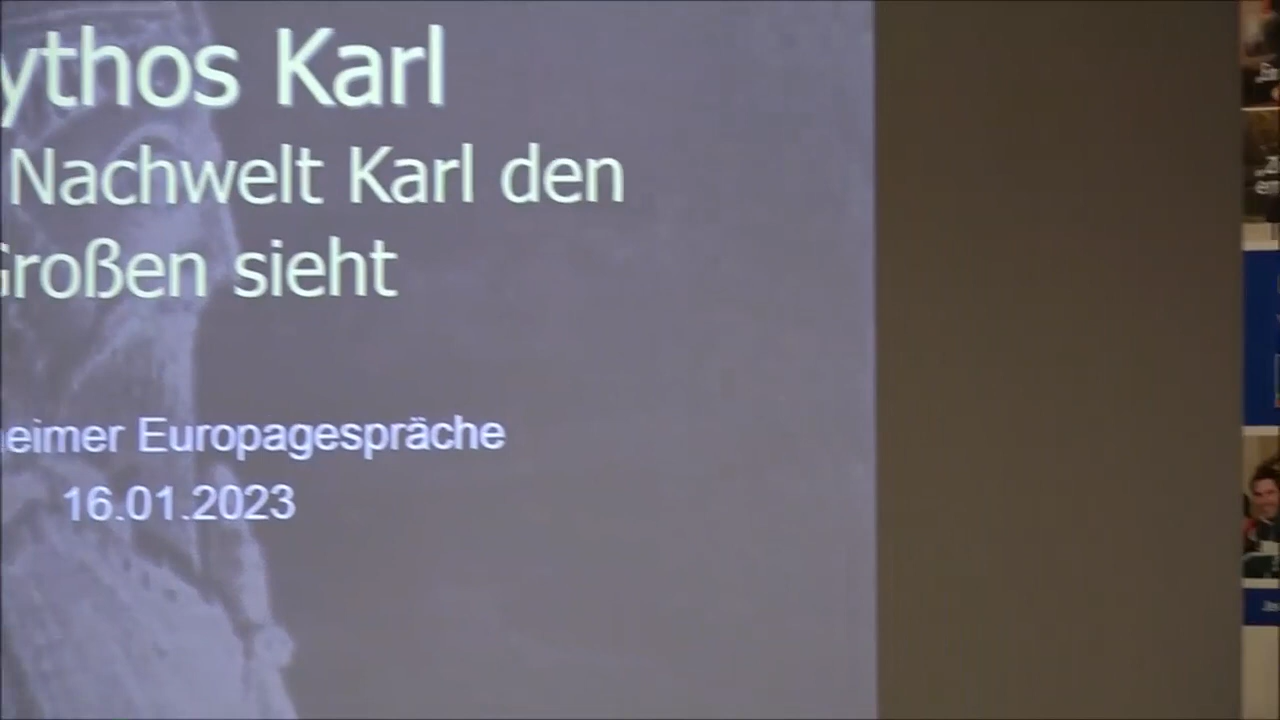 ythos Karl
Nachwelt Karl den
Großen sieht
eimer Europagespräche
16.01.2023